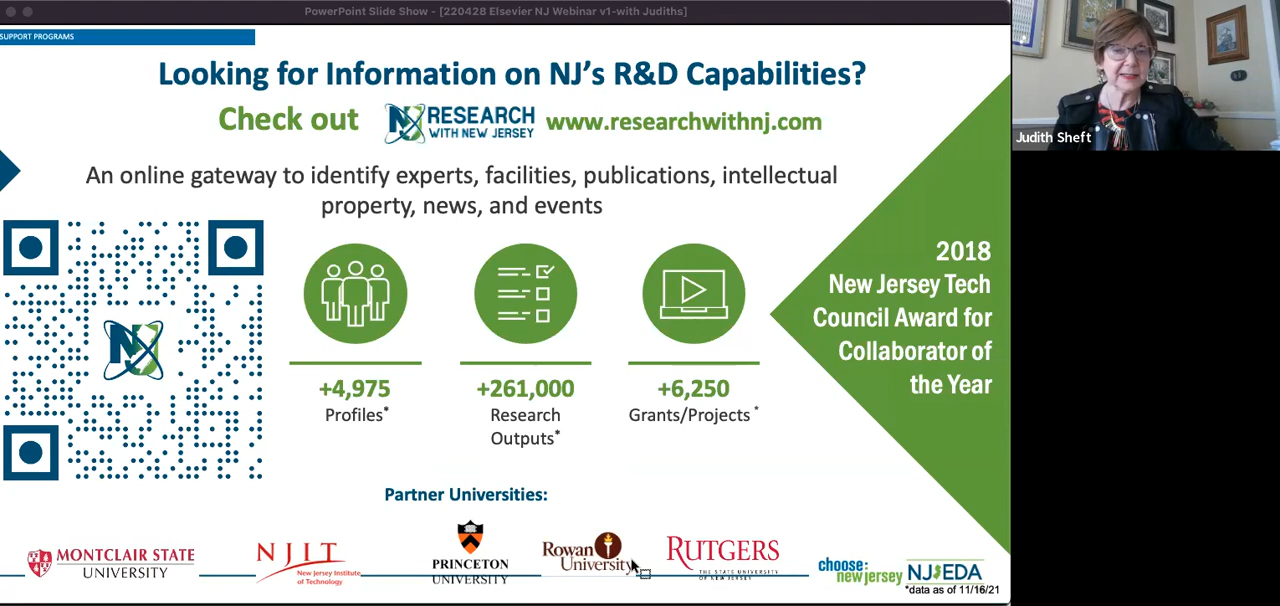 PowerPoint Slide Show - [220428 Elsevier NJ Webinar v1-with Judiths]
SUPPORT PROGRAMS
Looking for Information on NJ's R&D Capabilities?
Check out
NJ RESEARCH
WITH NEW JERSEY
www.researchwithnj.com
An online gateway to identify experts, facilities, publications, intellectual
property, news, and events
NJ
+4,975
Profiles*
+261,000
Research
Outputs*
+6,250
Grants/Projects *
2018
New Jersey Tech
Council Award for
Collaborator of
the Year
Judith Sheft
Partner Universities:
MONTCLAIR STATE
UNIVERSITY
NJIT
New Jersey Institute
of Technology
PRINCETON
UNIVERSITY
Rowan
University
RUTGERS
THE STATE UNIVERSITY
OF NEW JERSEY
choose:
new jersey
NJEDA
*data as of 11/16/21